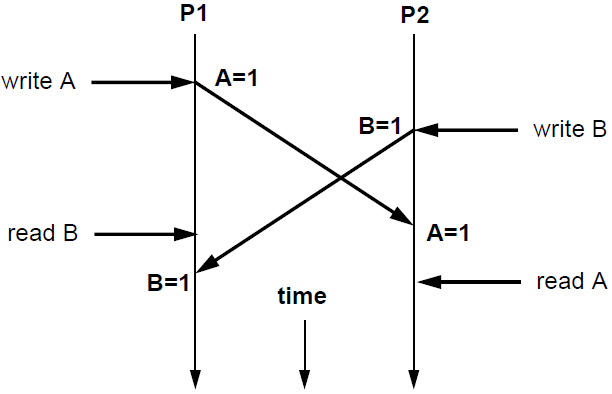 P1
P2
write A
A=1
B=1
write B
read B
A=1
B=1
time
read A